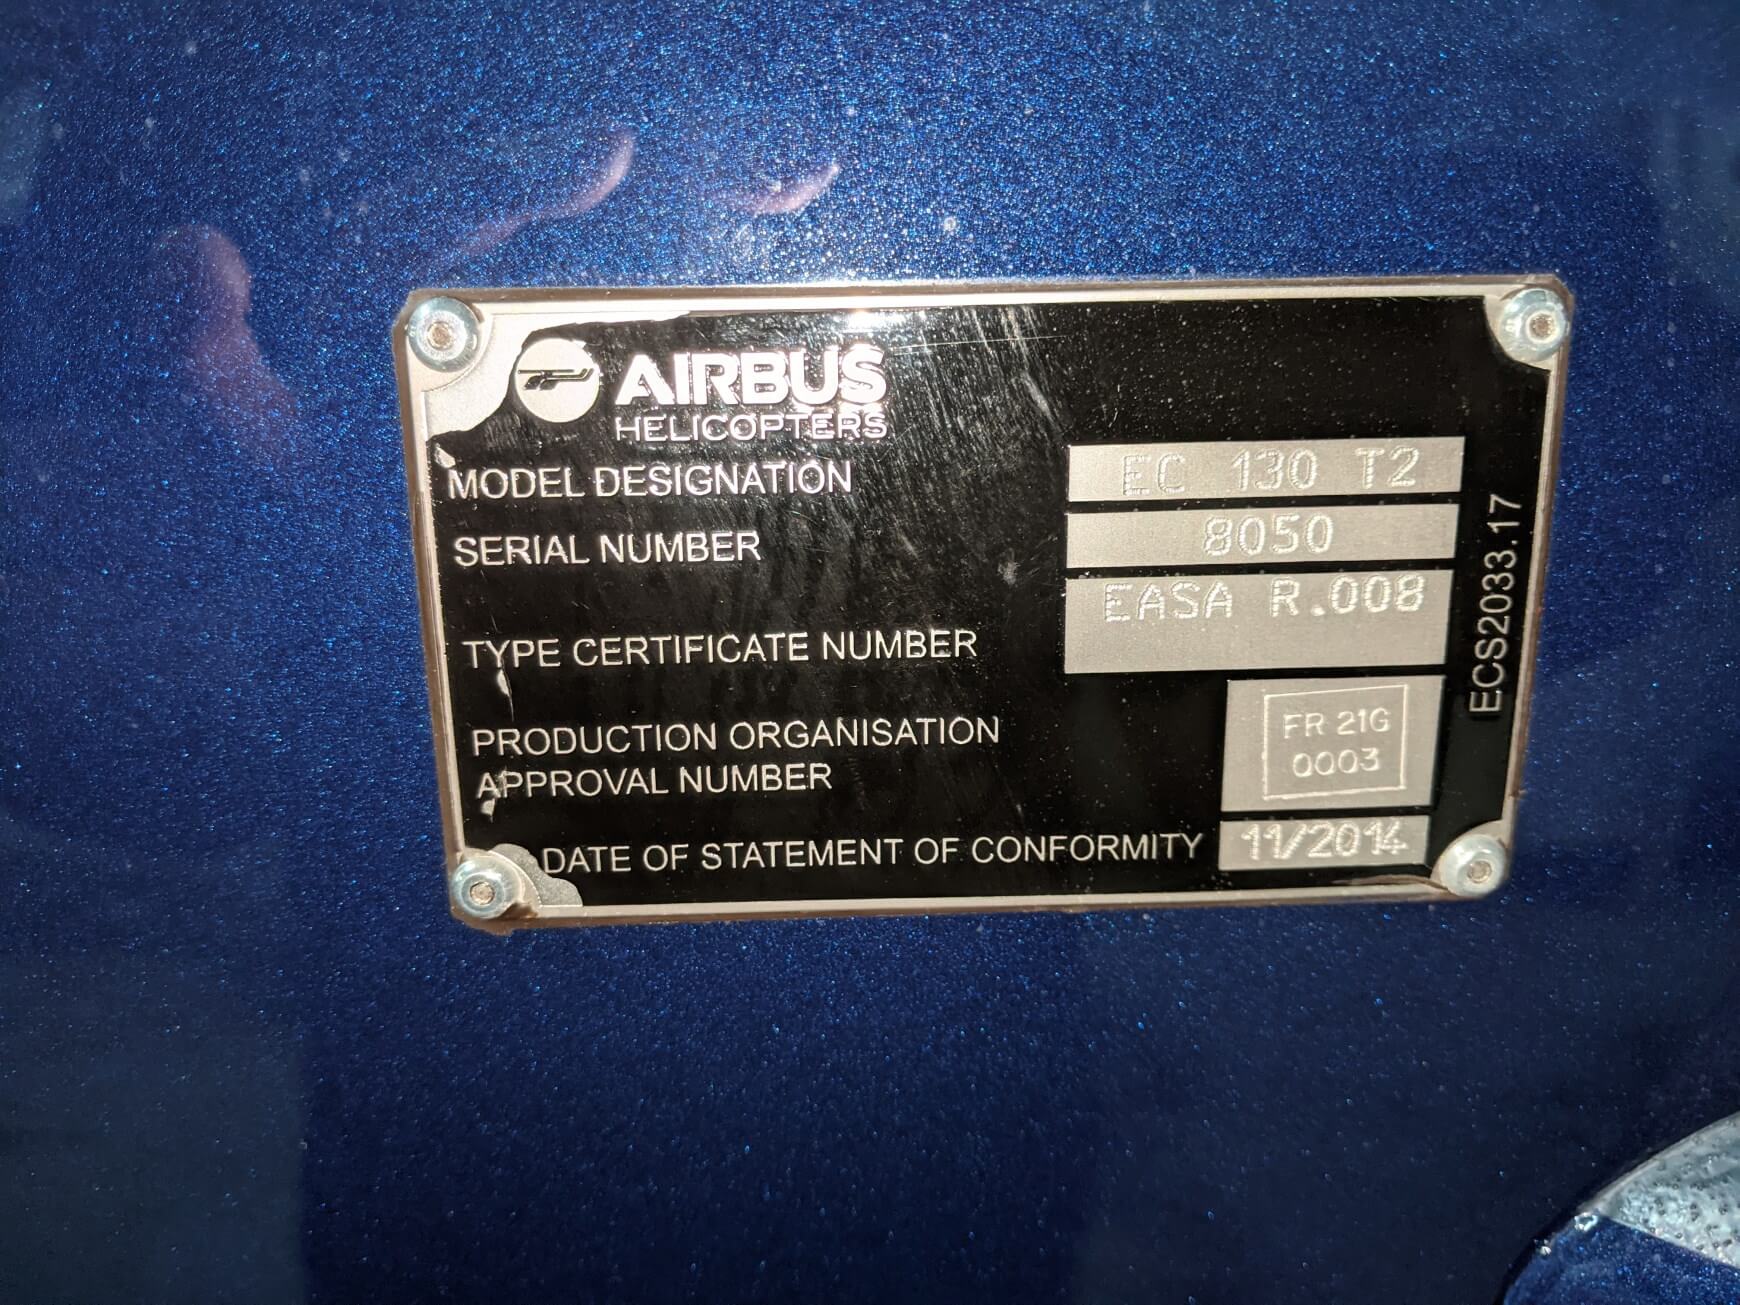 AIRBUS
HELICOPTERS
MODEL DESIGNATION EC 130 T2
SERIAL NUMBER 8050
TYPE CERTIFICATE NUMBER EASA R.008
PRODUCTION ORGANISATION
APPROVAL NUMBER
FR 21G
0003
DATE OF STATEMENT OF CONFORMITY 11/2014
ECS2033.17